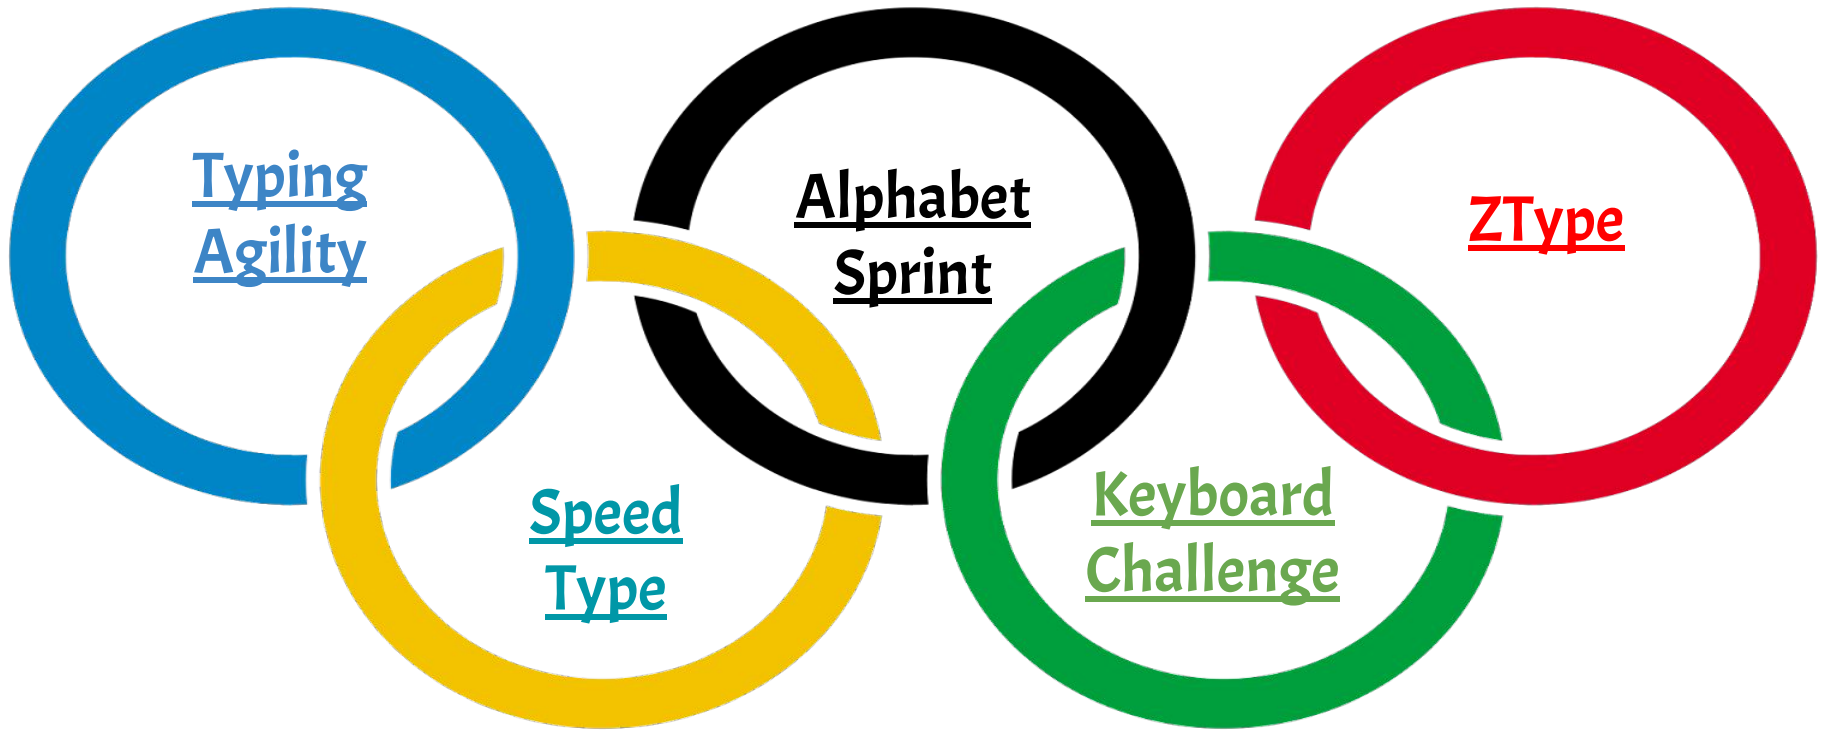 Typing
Agility
Alphabet
Sprint
ZType
Speed
Type
Keyboard
Challenge